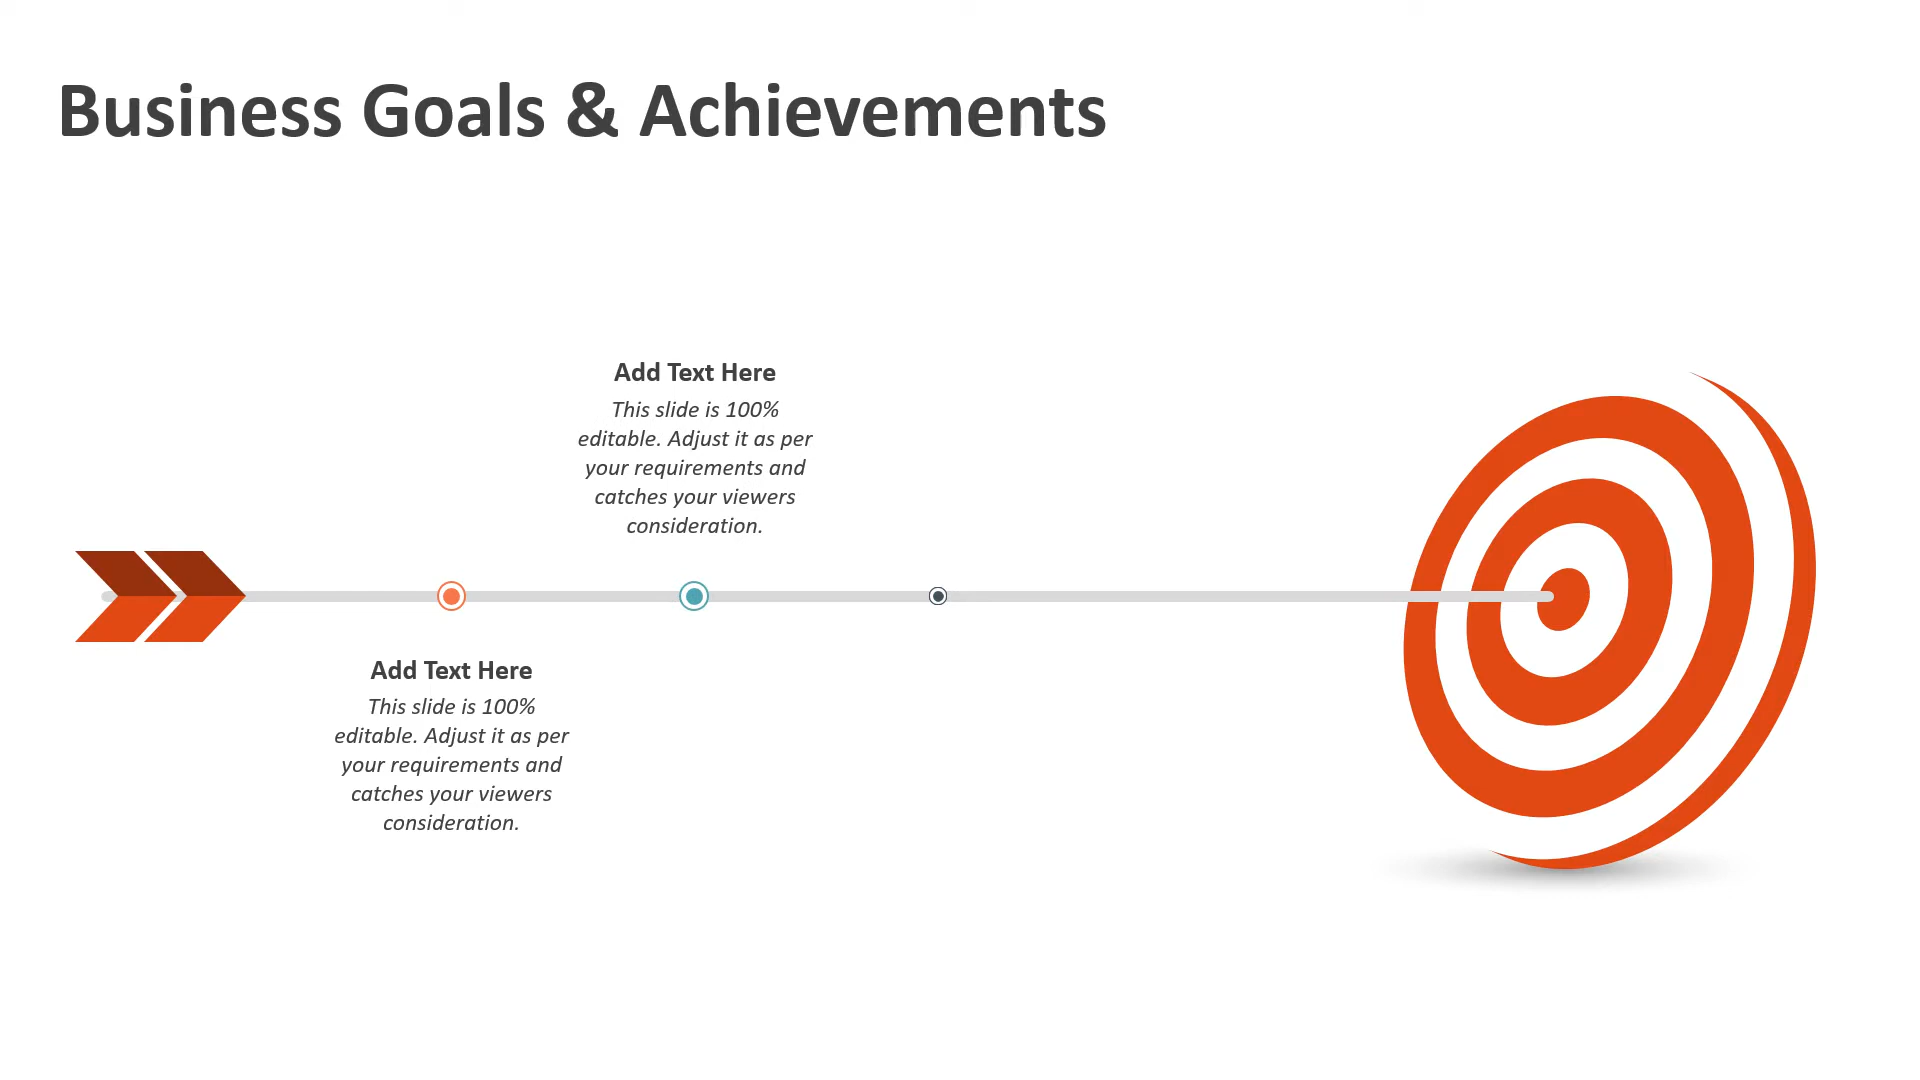 Business Goals & Achievements
Add Text Here
This slide is 100%
editable. Adjust it as per
your requirements and
catches your viewers
consideration.
Add Text Here
This slide is 100%
editable. Adjust it as per
your requirements and
catches your viewers
consideration.